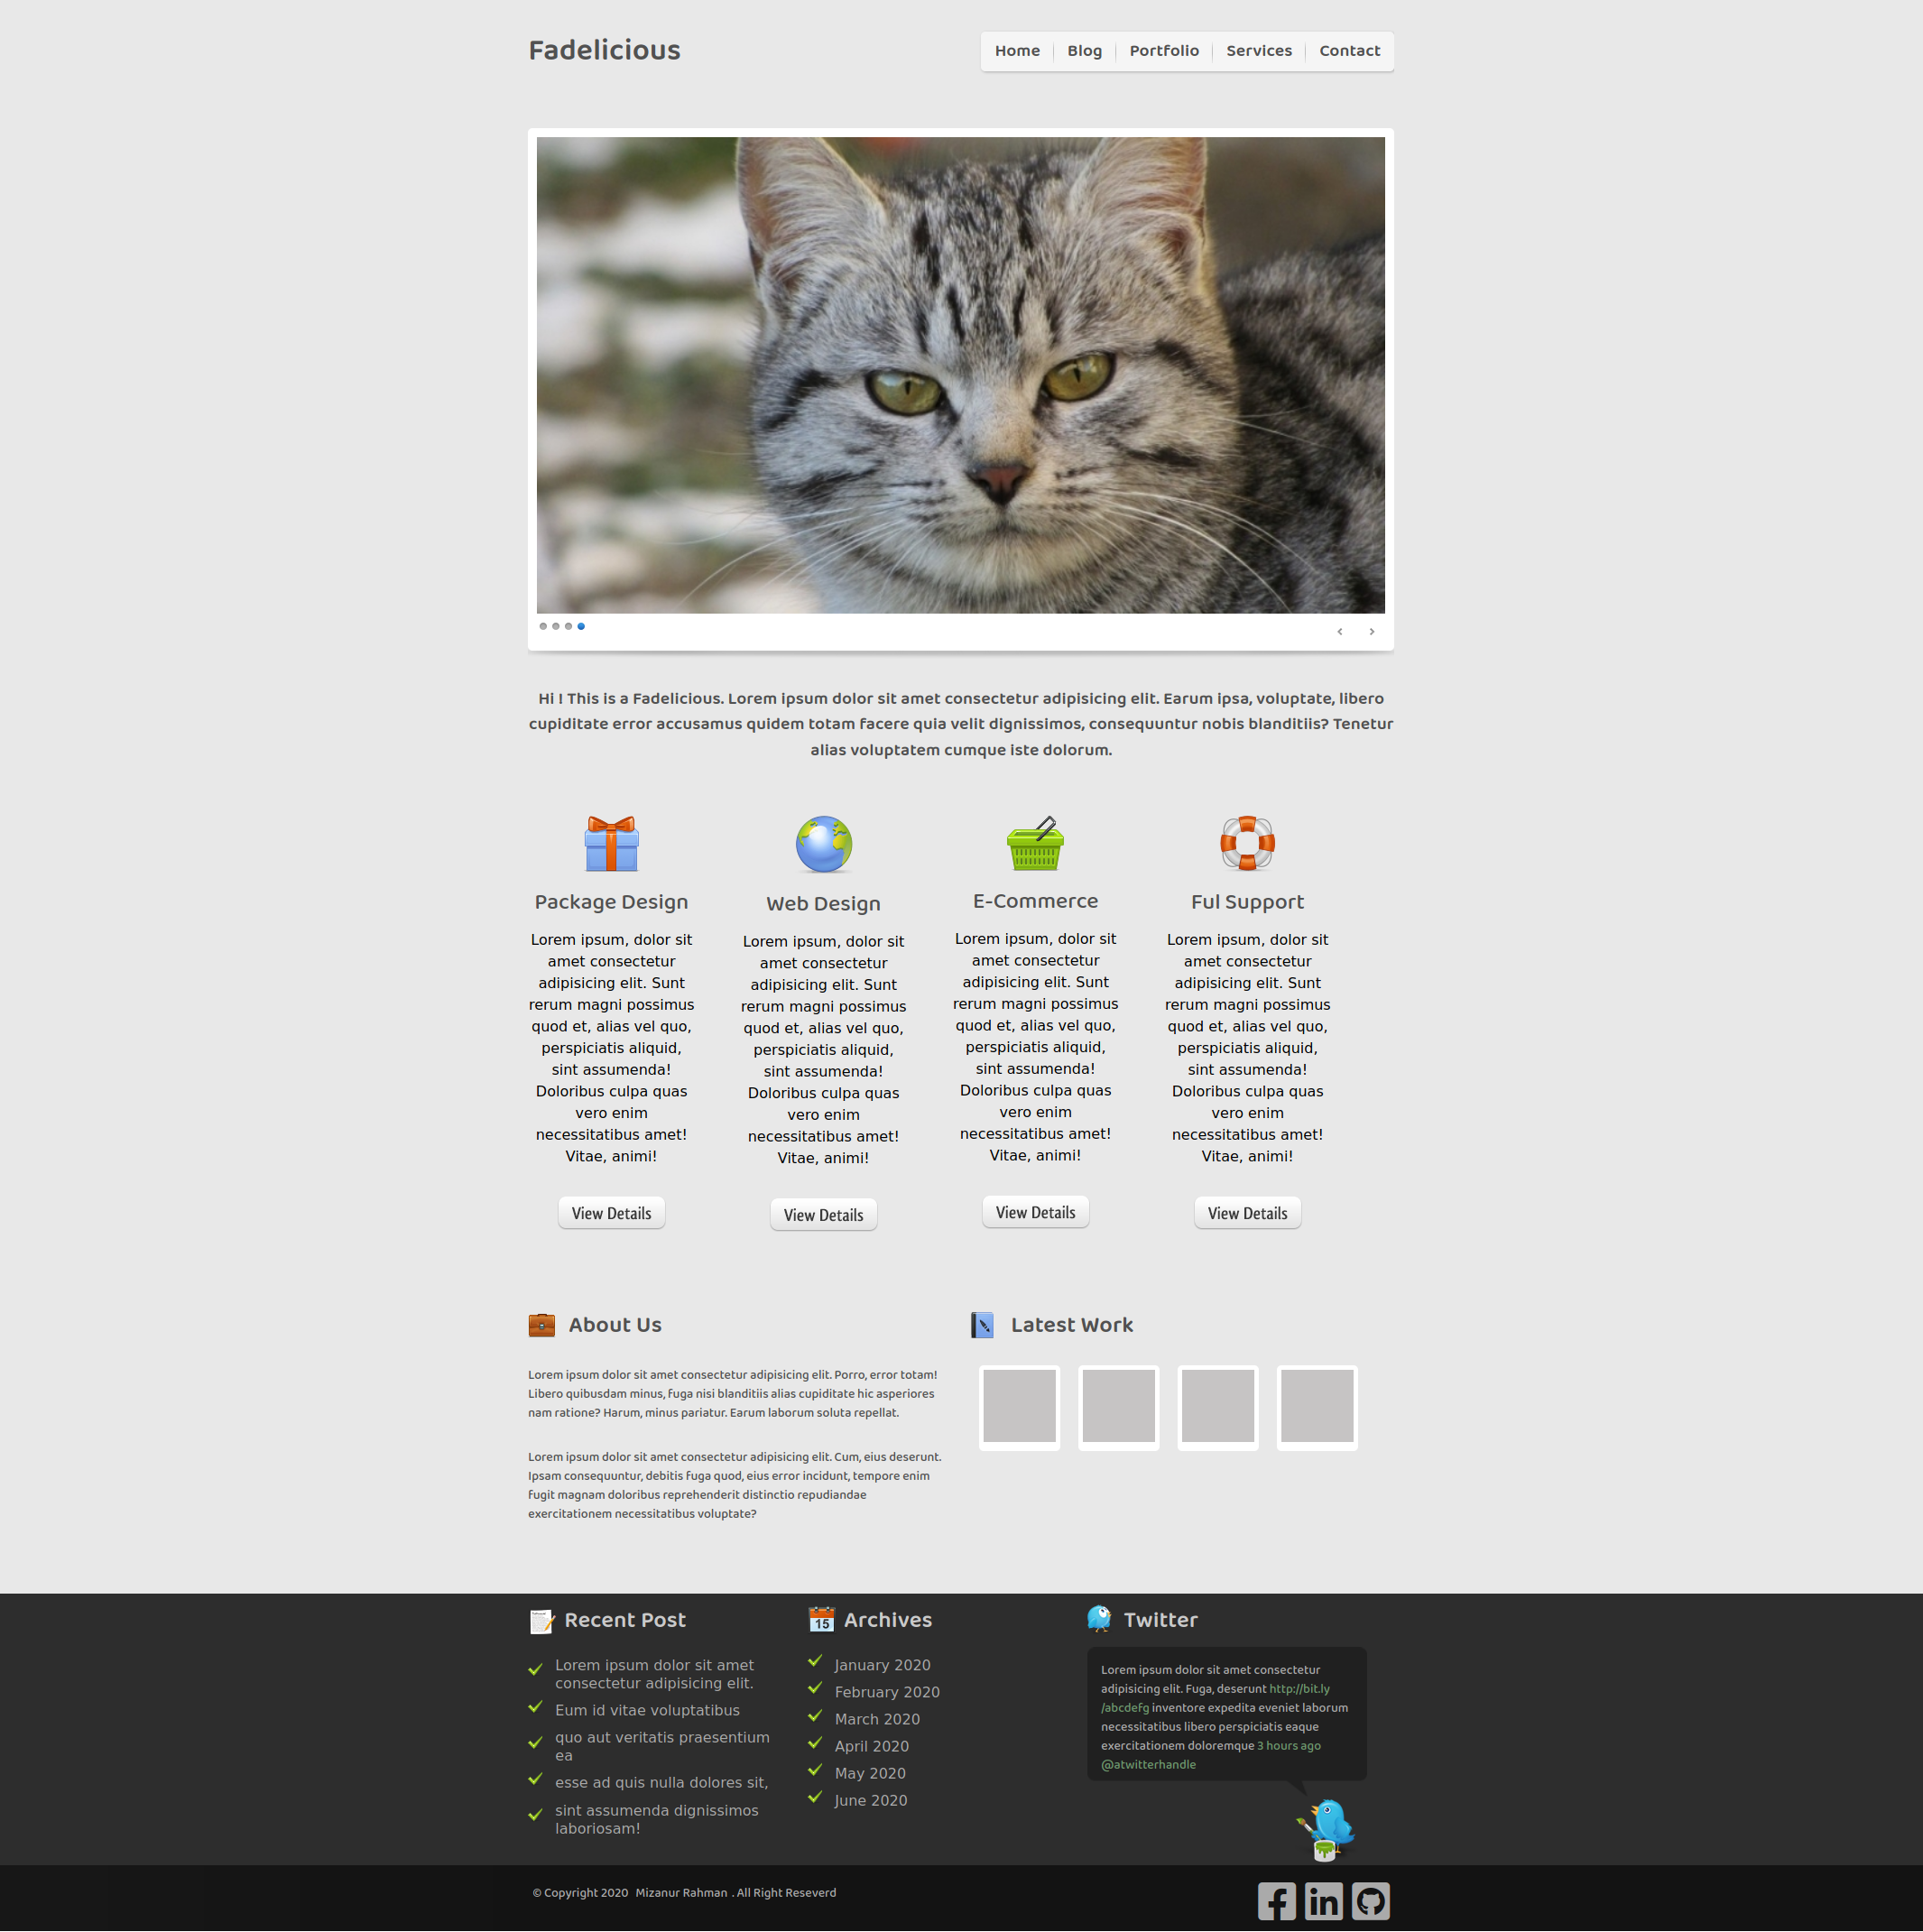 Fadelicious
Home Blog Portfolio Services Contact
Hi ! This is a Fadelicious. Lorem ipsum dolor sit amet consectetur adipisicing elit. Earum ipsa, voluptate, libero
cupiditate error accusamus quidem totam facere quia velit dignissimos, consequuntur nobis blanditiis? Tenetur
alias voluptatem cumque iste dolorum.
Package Design
Lorem ipsum, dolor sit
amet consectetur
adipisicing elit. Sunt
rerum magni possimus
quod et, alias vel quo,
perspiciatis aliquid,
sint assumenda!
Doloribus culpa quas
vero enim
necessitatibus amet!
Vitae, animi!
View Details
Web Design
Lorem ipsum, dolor sit
amet consectetur
adipisicing elit. Sunt
rerum magni possimus
quod et, alias vel quo,
perspiciatis aliquid,
sint assumenda!
Doloribus culpa quas
vero enim
necessitatibus amet!
Vitae, animi!
View Details
E-Commerce
Lorem ipsum, dolor sit
amet consectetur
adipisicing elit. Sunt
rerum magni possimus
quod et, alias vel quo,
perspiciatis aliquid,
sint assumenda!
Doloribus culpa quas
vero enim
necessitatibus amet!
Vitae, animi!
View Details
Ful Support
Lorem ipsum, dolor sit
amet consectetur
adipisicing elit. Sunt
rerum magni possimus
quod et, alias vel quo,
perspiciatis aliquid,
sint assumenda!
Doloribus culpa quas
vero enim
necessitatibus amet!
Vitae, animi!
View Details
About Us
Lorem ipsum dolor sit amet consectetur adipisicing elit. Porro, error totam!
Libero quibusdam minus, fuga nisi blanditiis alias cupiditate hic asperiores
nam ratione? Harum, minus pariatur. Earum laborum soluta repellat.
Lorem ipsum dolor sit amet consectetur adipisicing elit. Cum, eius deserunt.
Ipsam consequuntur, debitis fuga quod, eius error incidunt, tempore enim
fugit magnam doloribus reprehenderit distinctio repudiandae
exercitationem necessitatibus voluptate?
Latest Work
Recent Post
Lorem ipsum dolor sit amet
consectetur adipisicing elit.
Eum id vitae voluptatibus
quo aut veritatis praesentium
ea
esse ad quis nulla dolores sit,
sint assumenda dignissimos
laboriosam!
15
Archives
January 2020
February 2020
March 2020
April 2020
May 2020
June 2020
Twitter
Lorem ipsum dolor sit amet consectetur
adipisicing elit. Fuga, deserunt http://bit.ly
/abcdefg inventore expedita eveniet laborum
necessitatibus libero perspiciatis eaque
exercitationem doloremque 3 hours ago
@atwitterhandle
© Copyright 2020 Mizanur Rahman . All Right Reseverd
f in